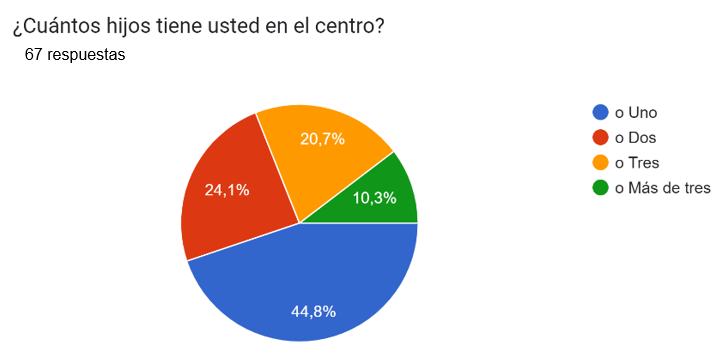 ¿Cuántos hijos tiene usted en el centro?
67 respuestas
o Uno
o Dos
o Tres
o Más de tres
20,7%
24,1%
10,3%
44,8%